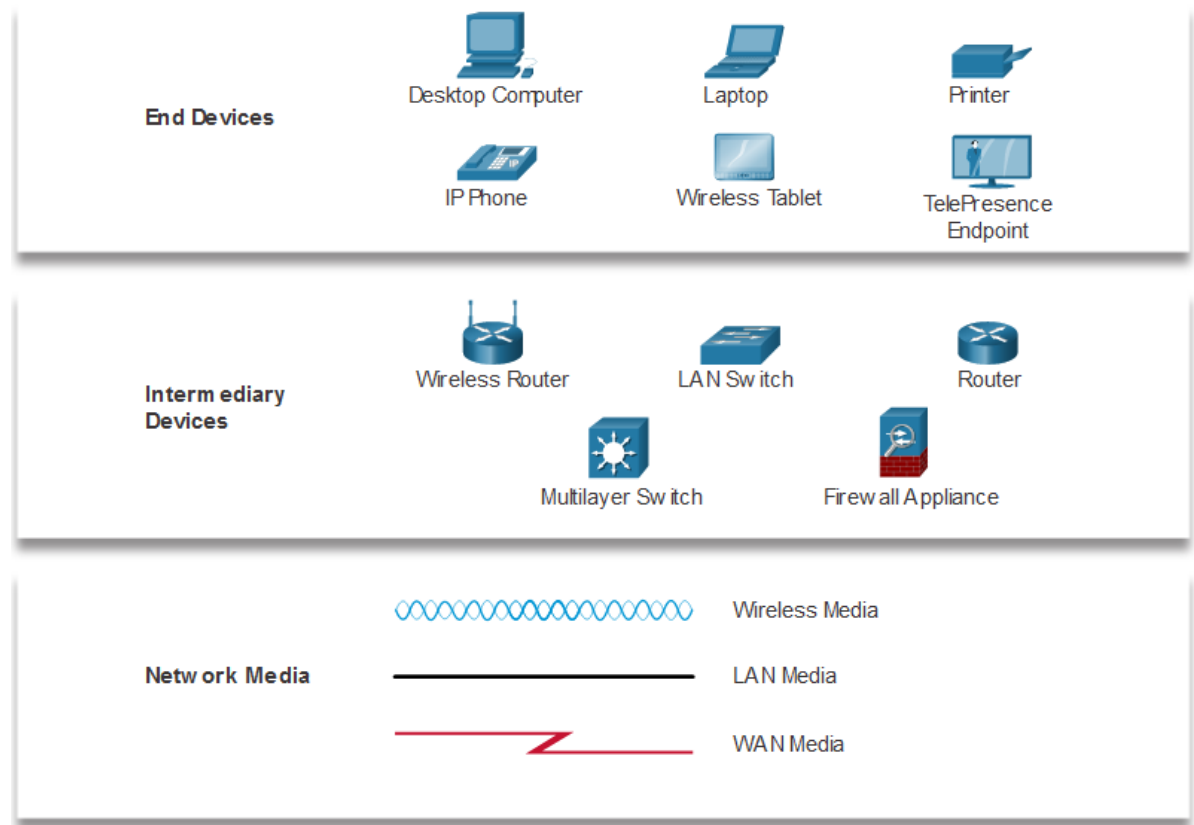 Desktop Computer
Laptop
Printer
End Devices
IP
IP Phone
Wireless Tablet
TelePresence
Endpoint
Wireless Router
LAN Switch
Router
Intermediary
Devices
Multilayer Switch
Firewall Appliance
Wireless Media
Network Media
LAN Media
WAN Media